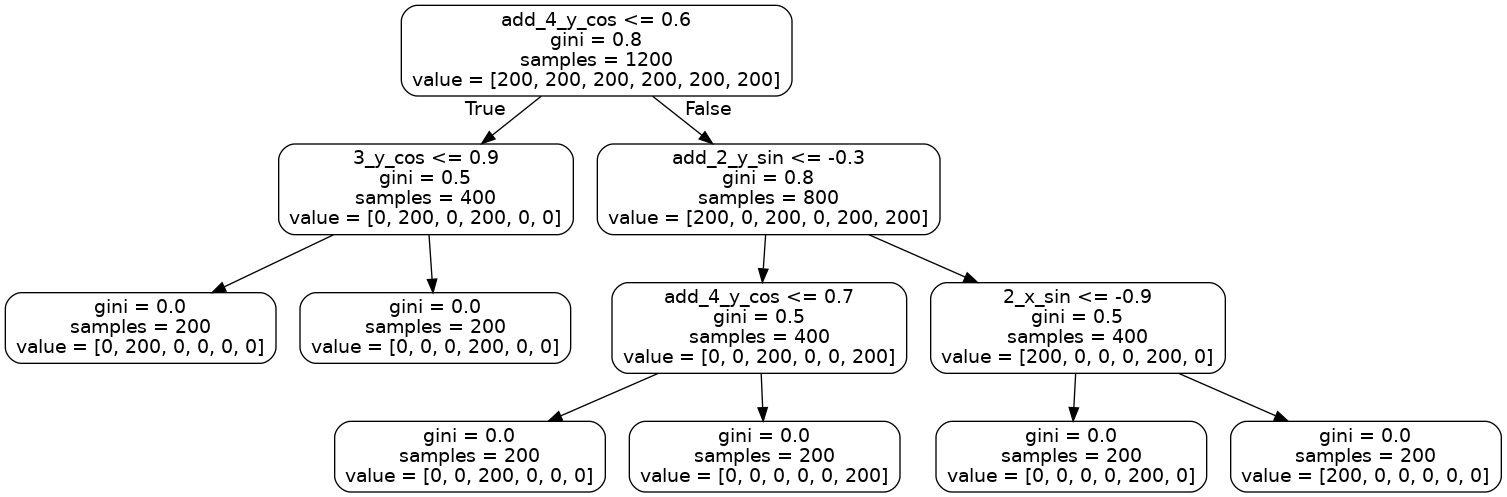 add_4_y_cos <= 0.6
gini = 0.8
samples = 1200
value = [200, 200, 200, 200, 200, 200]
True
False
3_y_cos <= 0.9
gini = 0.5
samples = 400
value = [0, 200, 0, 200, 0, 0]
add_2_y_sin <= -0.3
gini = 0.8
samples = 800
value = [200, 0, 200, 0, 200, 200]
gini = 0.0
samples = 200
value = [0, 200, 0, 0, 0, 0]
gini = 0.0
samples = 200
value = [0, 0, 0, 200, 0, 0]
add_4_y_cos <= 0.7
gini = 0.5
samples = 400
value = [0, 0, 200, 0, 0, 200]
2_x_sin <= -0.9
gini = 0.5
samples = 400
value = [200, 0, 0, 0, 200, 0]
gini = 0.0
samples = 200
value = [0, 0, 200, 0, 0, 0]
gini = 0.0
samples = 200
value = [0, 0, 0, 0, 0, 200]
gini = 0.0
samples = 200
value = [0, 0, 0, 0, 200, 0]
gini = 0.0
samples = 200
value = [200, 0, 0, 0, 0, 0]